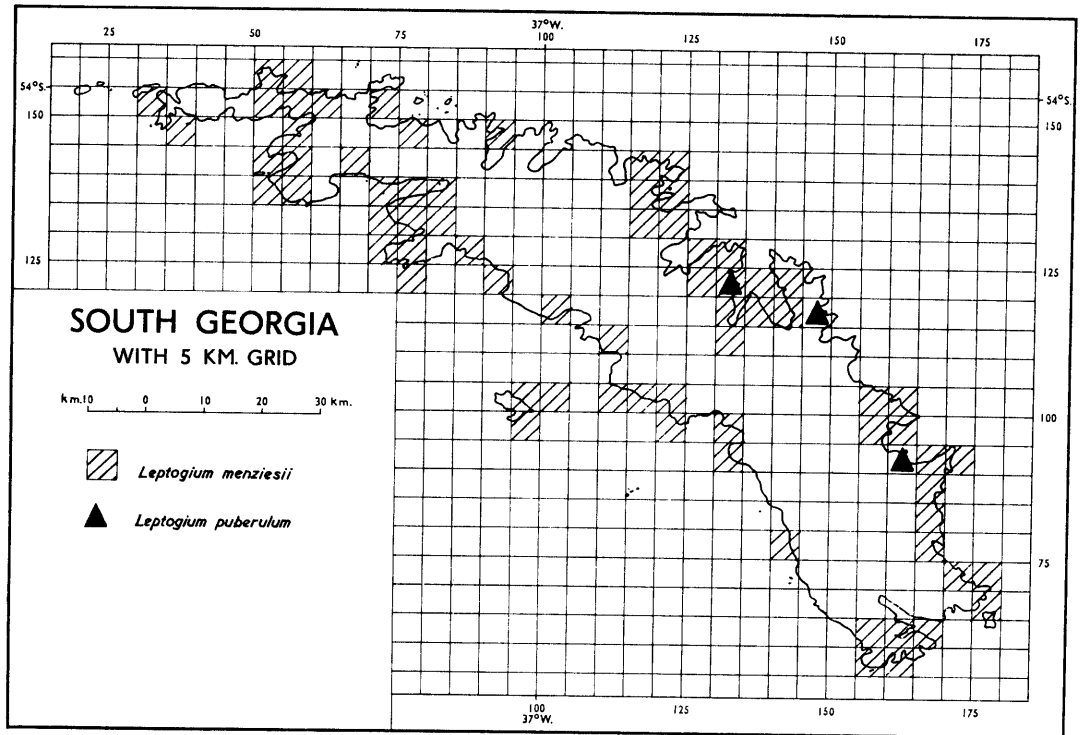 37°W.
25 50 75 100 125 150 175
54°S. 54°S.
150 150
125 125
SOUTH GEORGIA
WITH 5 KM. GRID
km.10 0 10 20 30 km.
100
Leptogium menziesii
Leptogium puberulum
75
100 125 150 175
37°W.